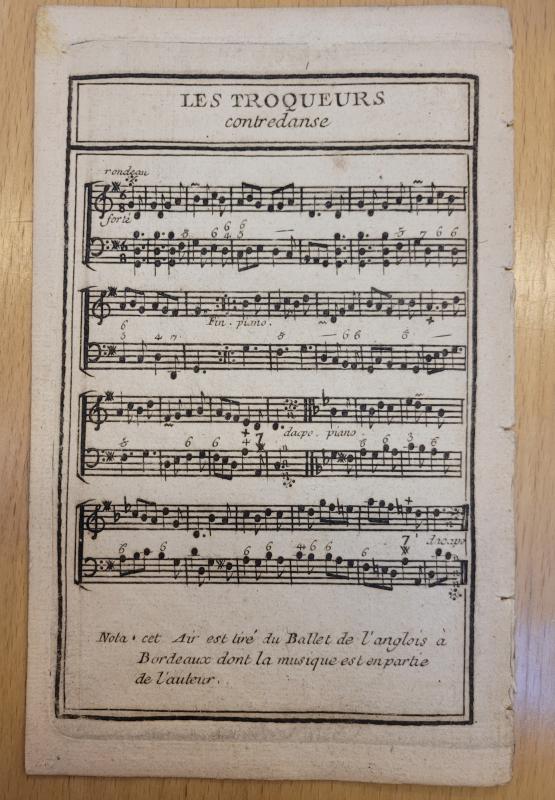 LES TROQUEURS
contredanse
rondeau
forte
Fin. piano.
dacpo. piano.
dacapo
Nota. cet Air est tiré du Ballet de l'anglois à
Bordeaux dont la musique est en partie
de l'auteur.